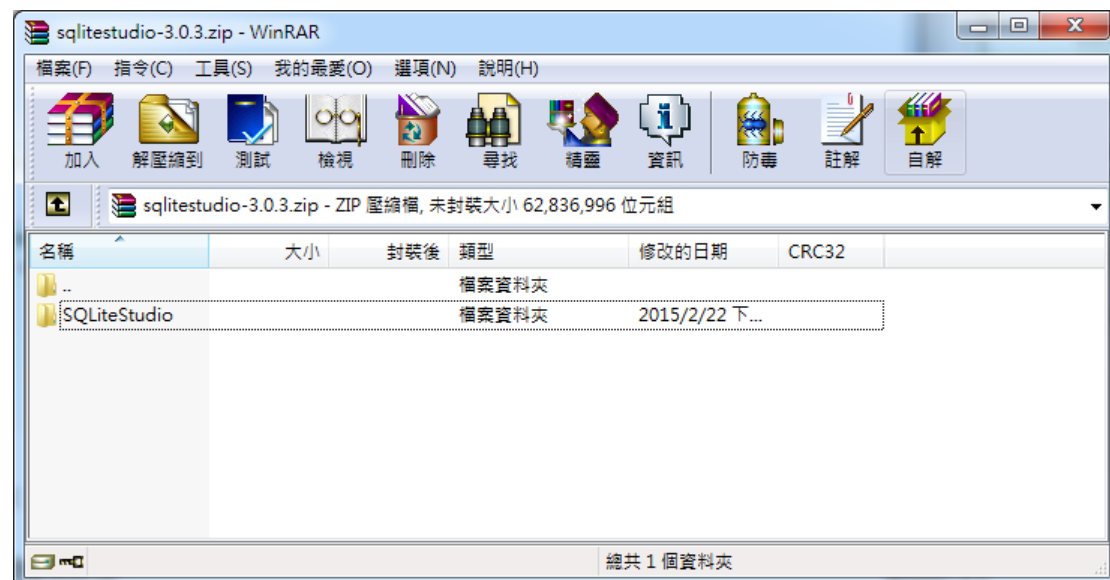 sqlitestudio-3.0.3.zip - WinRAR
檔案(F) 指令(C) 工具(S) 我的最愛(O) 選項(N) 說明(H)
加入 解壓縮到 測試 檢視 刪除 尋找 精靈 資訊 防毒 註解 自解
sqlitestudio-3.0.3.zip - ZIP 壓縮檔, 未封裝大小 62,836,996 位元組
名稱 大小 封裝後 類型 修改的日期 CRC32
.. 檔案資料夾
SQLiteStudio 檔案資料夾 2015/2/22 下...
總共 1 個資料夾